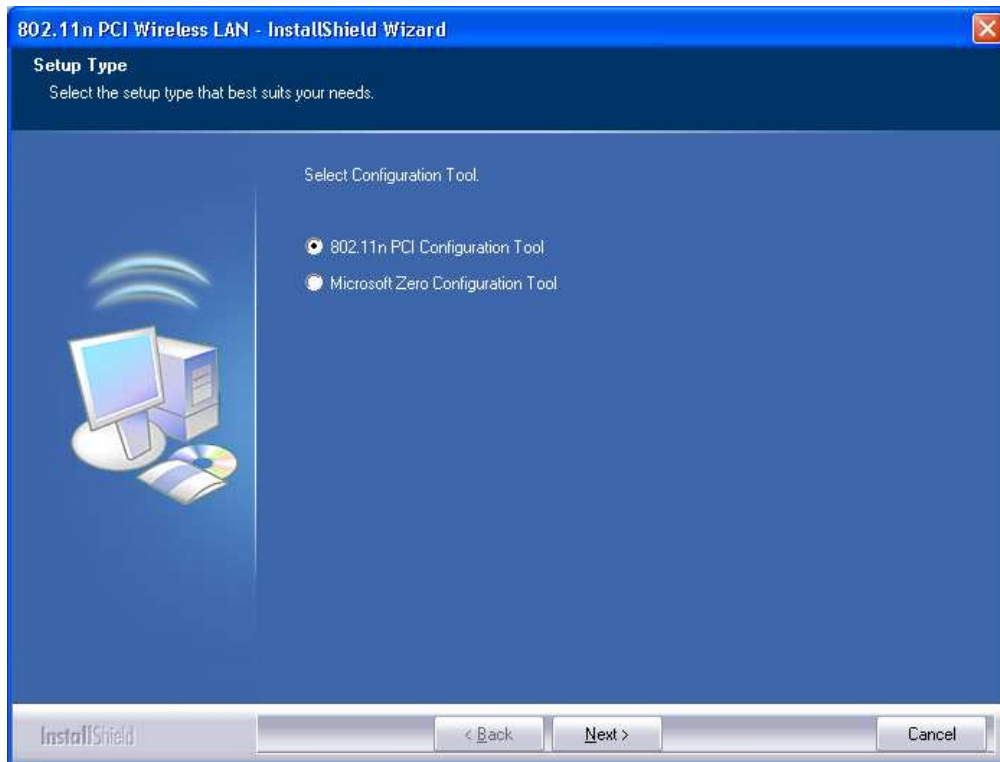 802.11n PCI Wireless LAN - InstallShield Wizard
Setup Type
Select the setup type that best suits your needs.
Select Configuration Tool.
802.11n PCI Configuration Tool
Microsoft Zero Configuration Tool
InstallShield
< Back
Next >
Cancel